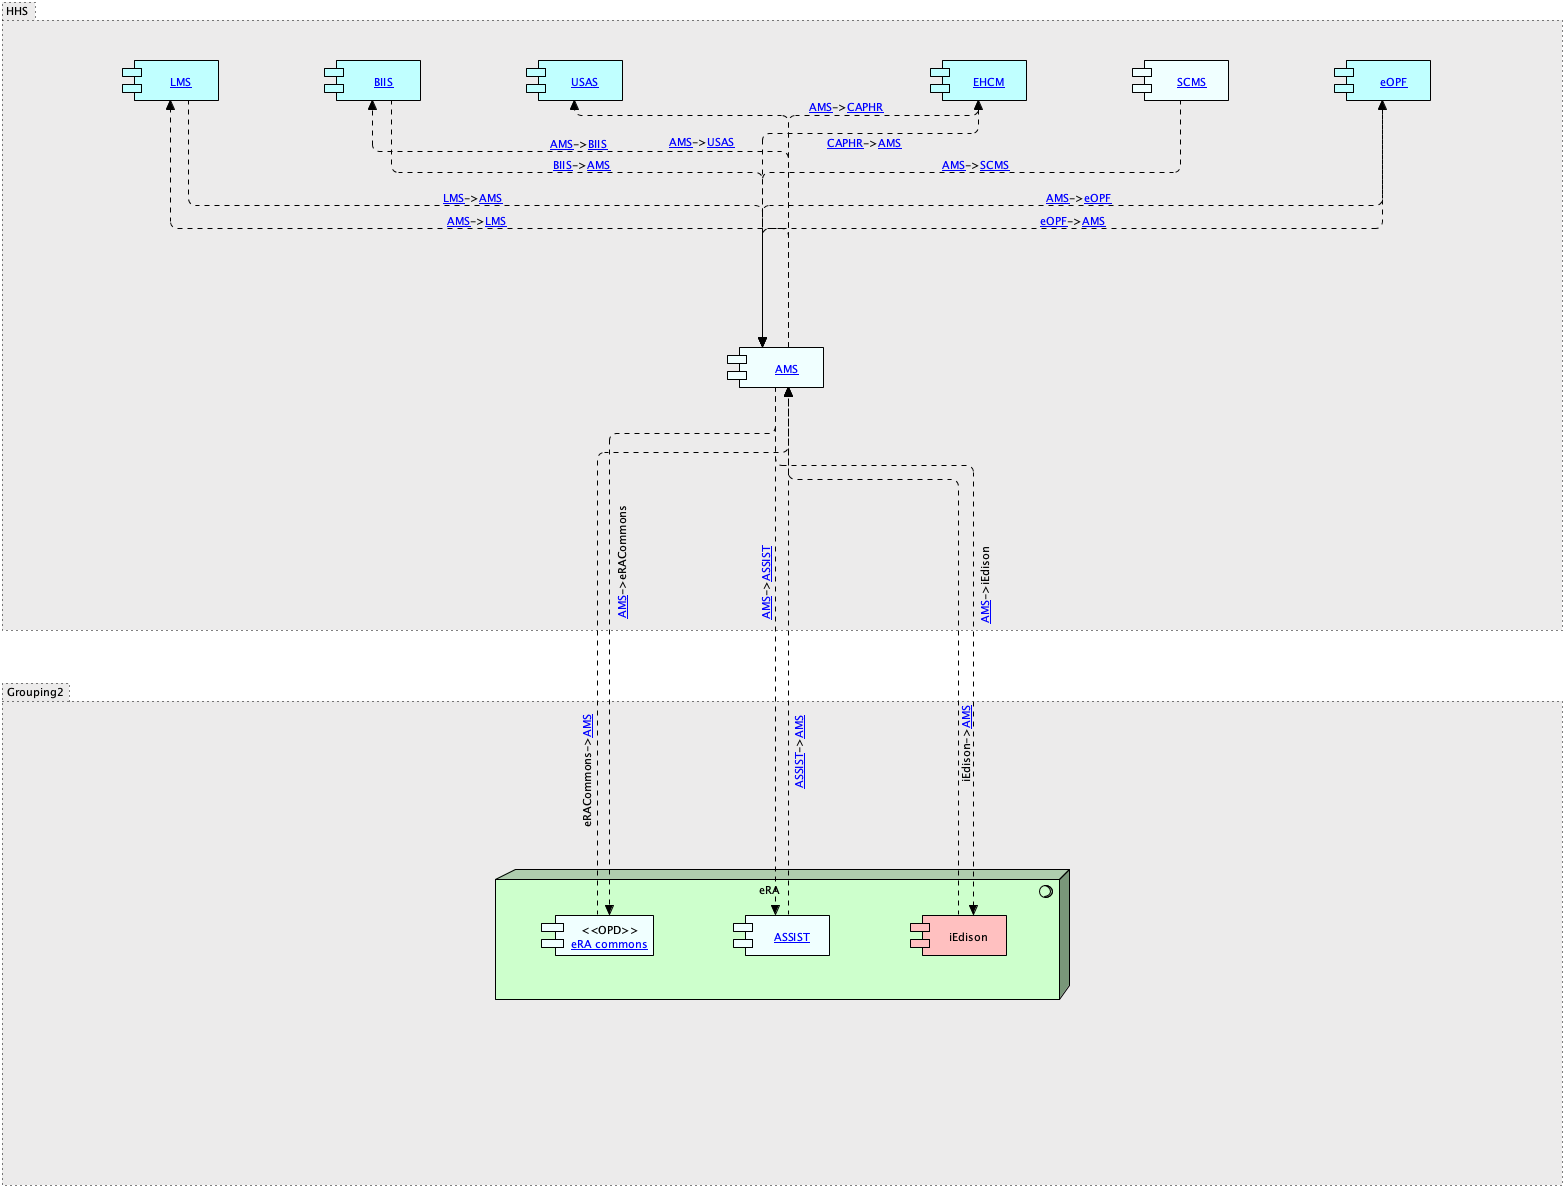 HHS
LMS
BIIS
USAS
EHCM
SCMS
eOPF
AMS->CAPHR
AMS->BIIS
AMS->USAS
CAPHR->AMS
BIIS->AMS
AMS->SCMS
LMS->AMS
AMS->eOPF
AMS->LMS
eOPF->AMS
AMS
AMS->eRACommons
AMS->ASSIST
AMS->iEdison
Grouping2
eRACommons->AMS
ASSIST->AMS
iEdison->AMS
eRA
<<OPD>>
eRA commons
ASSIST
iEdison